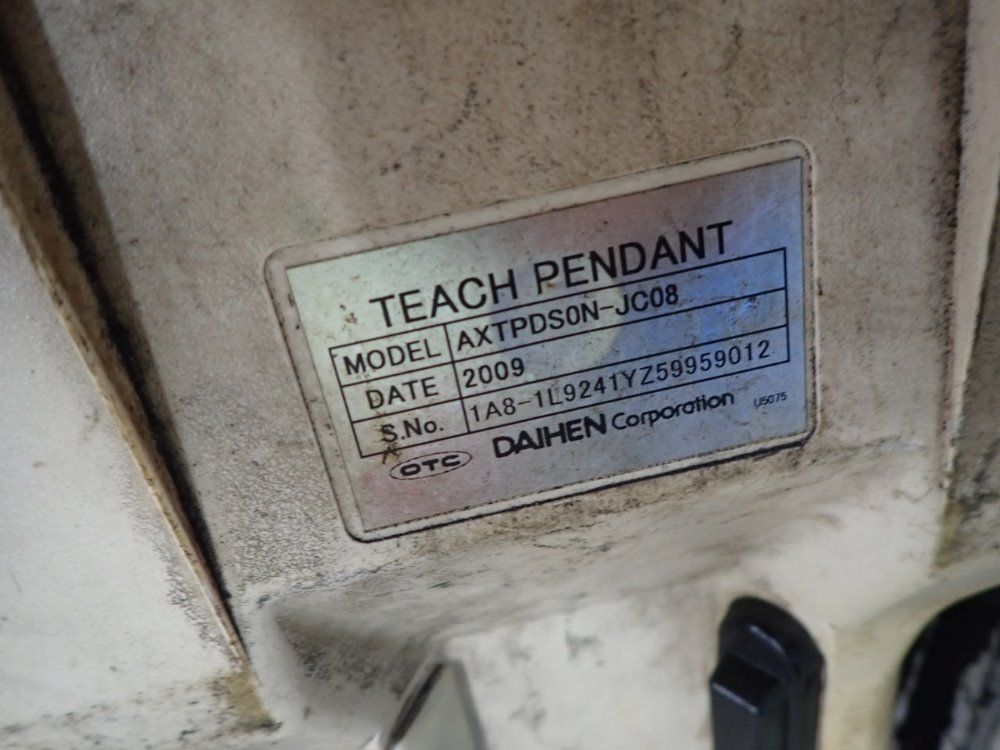 TEACH PENDANT
MODEL AXTPDS0N-JC08
DATE 2009
S.No. 1A8-1L9241YZ59959012
OTC DAIHEN Corporation U5075